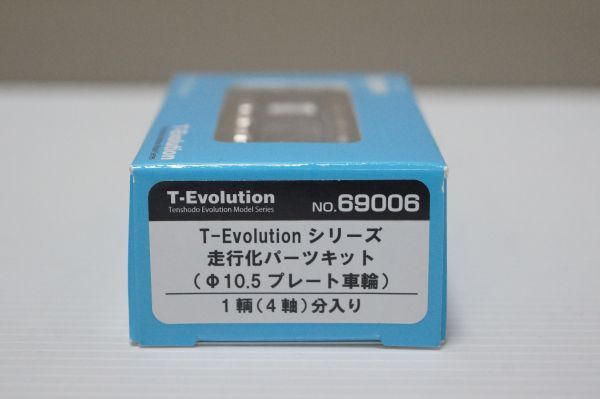 T-Evolution
T-Evolution
Tenshodo Evolution Model Series
NO.69006
T-Evolution シリーズ
走行化パーツキット
(Φ10.5 プレート車輪)
1輌(4軸)分入り